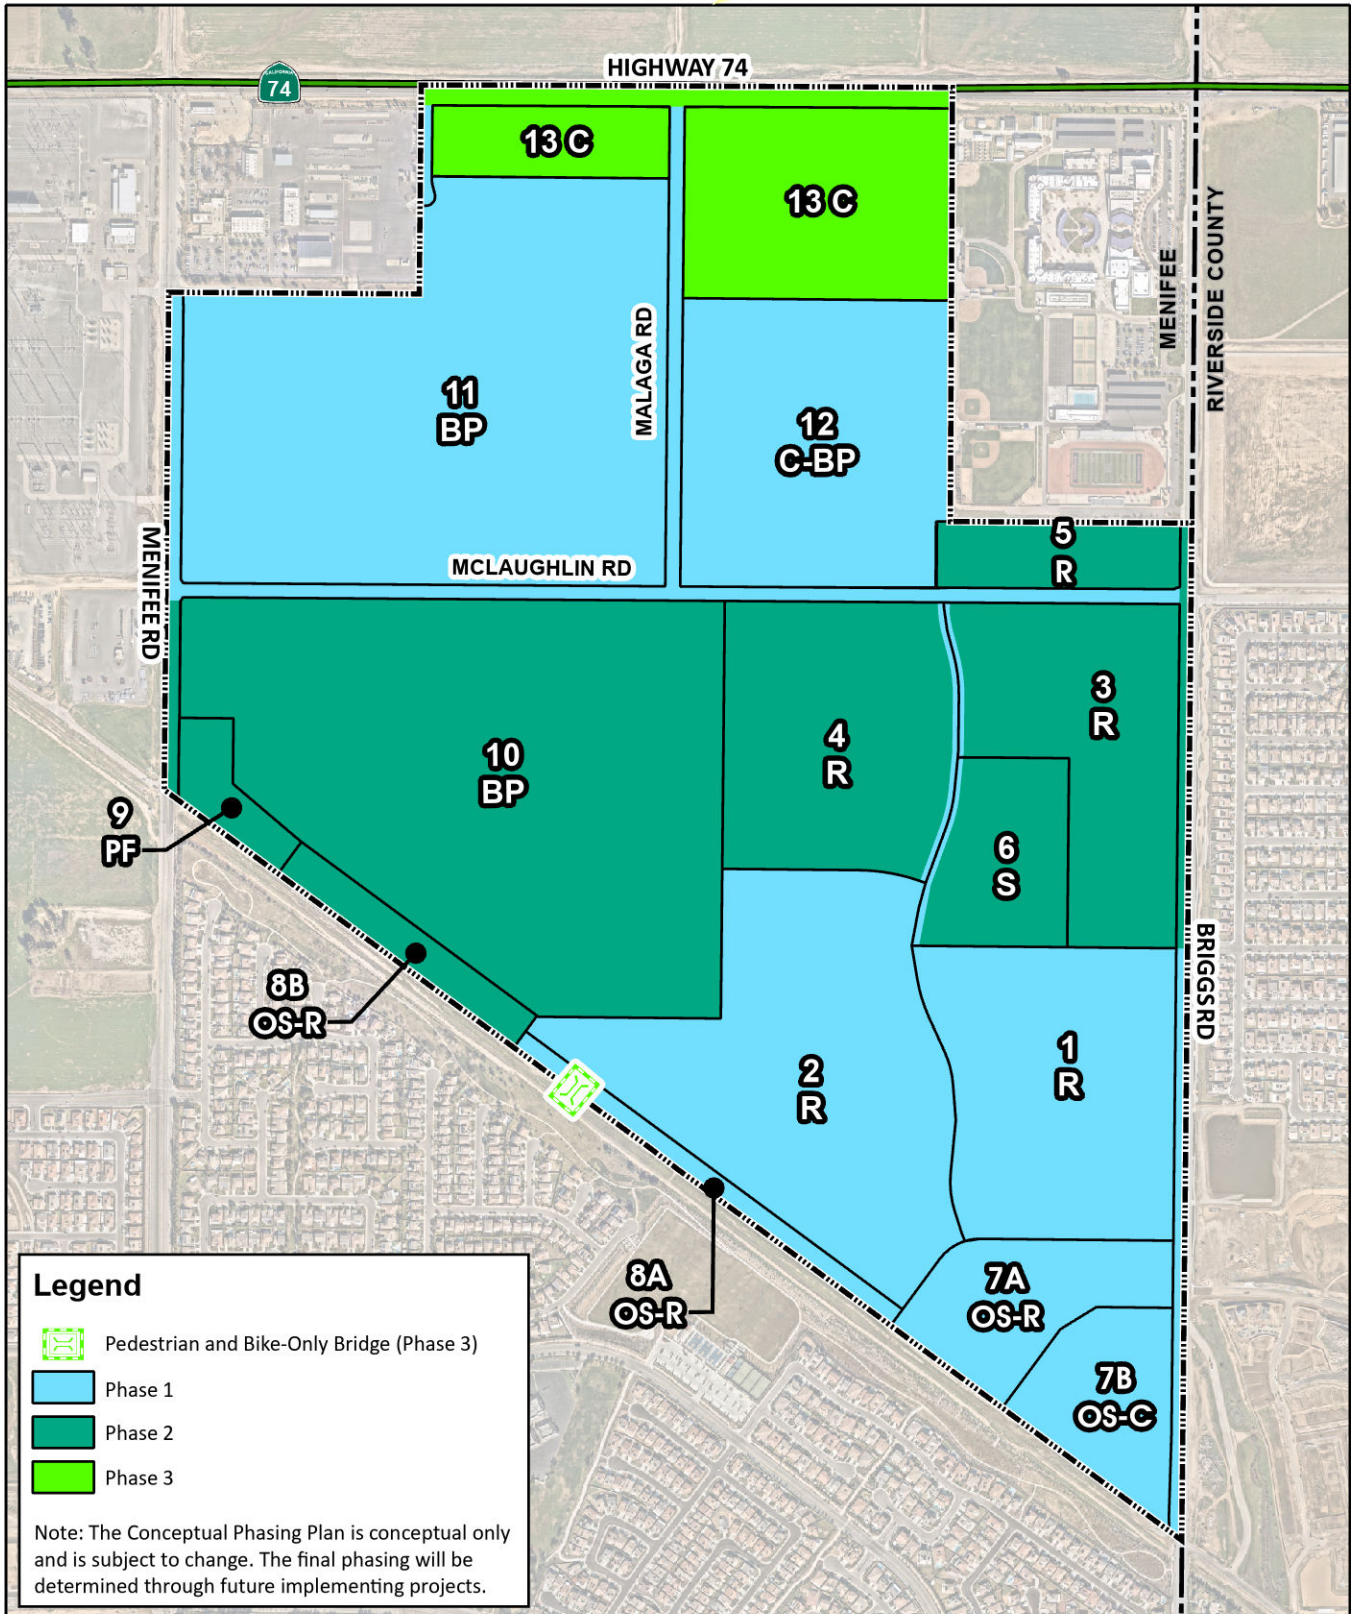 HIGHWAY 74
CALIFORNIA
74
13 C
13 C
MENIFEE
RIVERSIDE COUNTY
MALAGA RD
11
BP
12
C-BP
5
R
MENIFEE RD
MCLAUGHLIN RD
3
R
4
R
10
BP
9
PF
6
S
BRIGGS RD
8B
OS-R
1
R
2
R
8A
OS-R
7A
OS-R
7B
OS-C
Legend
Pedestrian and Bike-Only Bridge (Phase 3)
Phase 1
Phase 2
Phase 3
Note: The Conceptual Phasing Plan is conceptual only
and is subject to change. The final phasing will be
determined through future implementing projects.